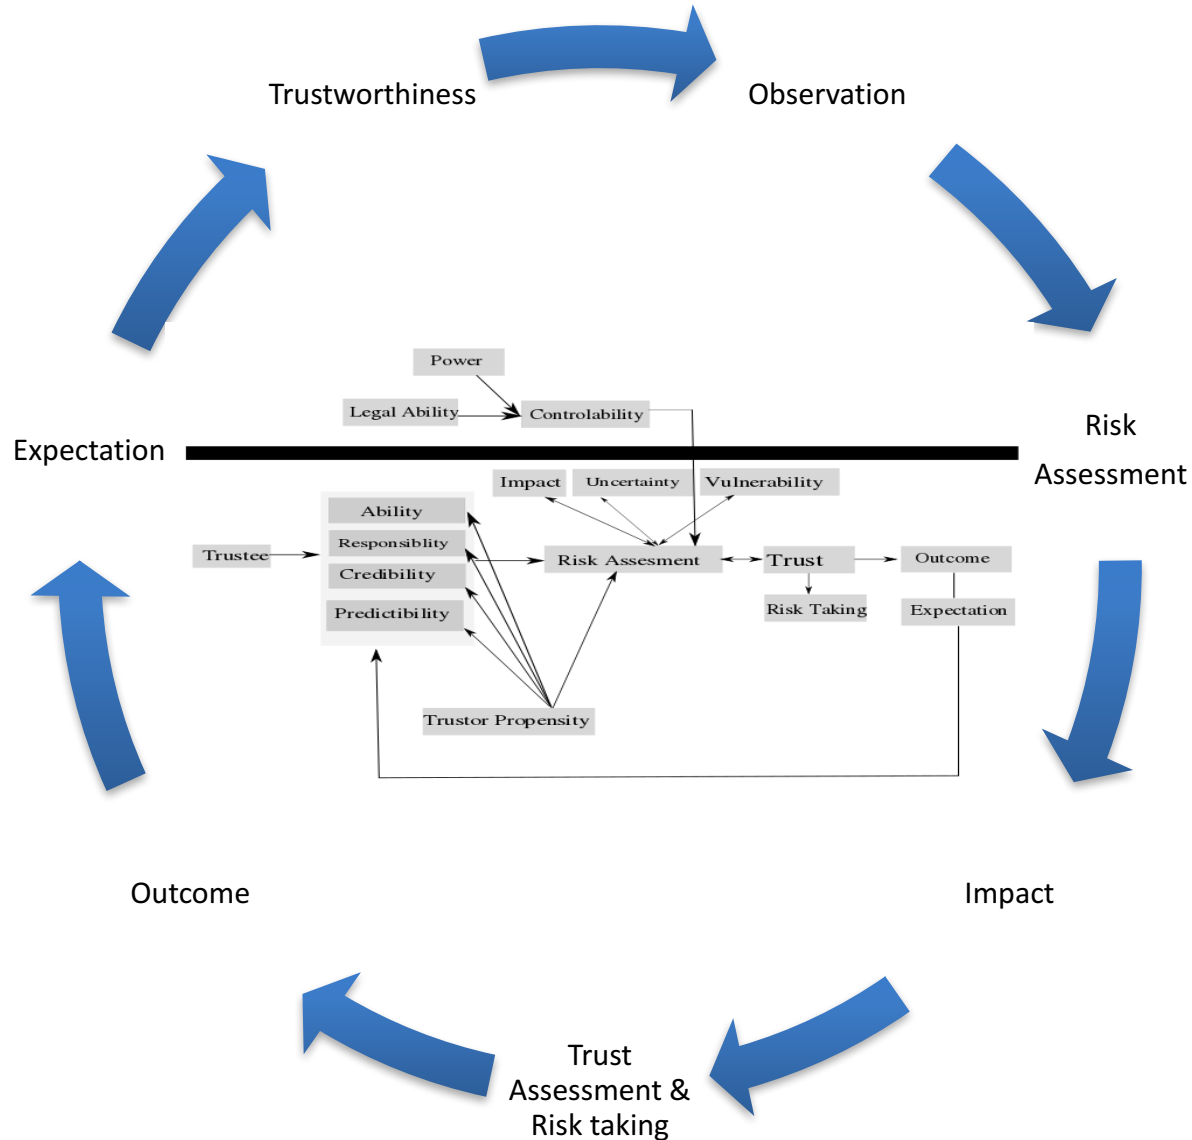 Trustworthiness
Observation
Power
Legal Ability
Controlability
Expectation
Risk
Assessment
Impact
Uncertainty
Vulnerability
Ability
Responsiblity
Credibility
Predictibility
Trustee
Risk Assesment
Trust
Outcome
Risk Taking
Expectation
Trustor Propensity
Outcome
Impact
Trust
Assessment &
Risk taking